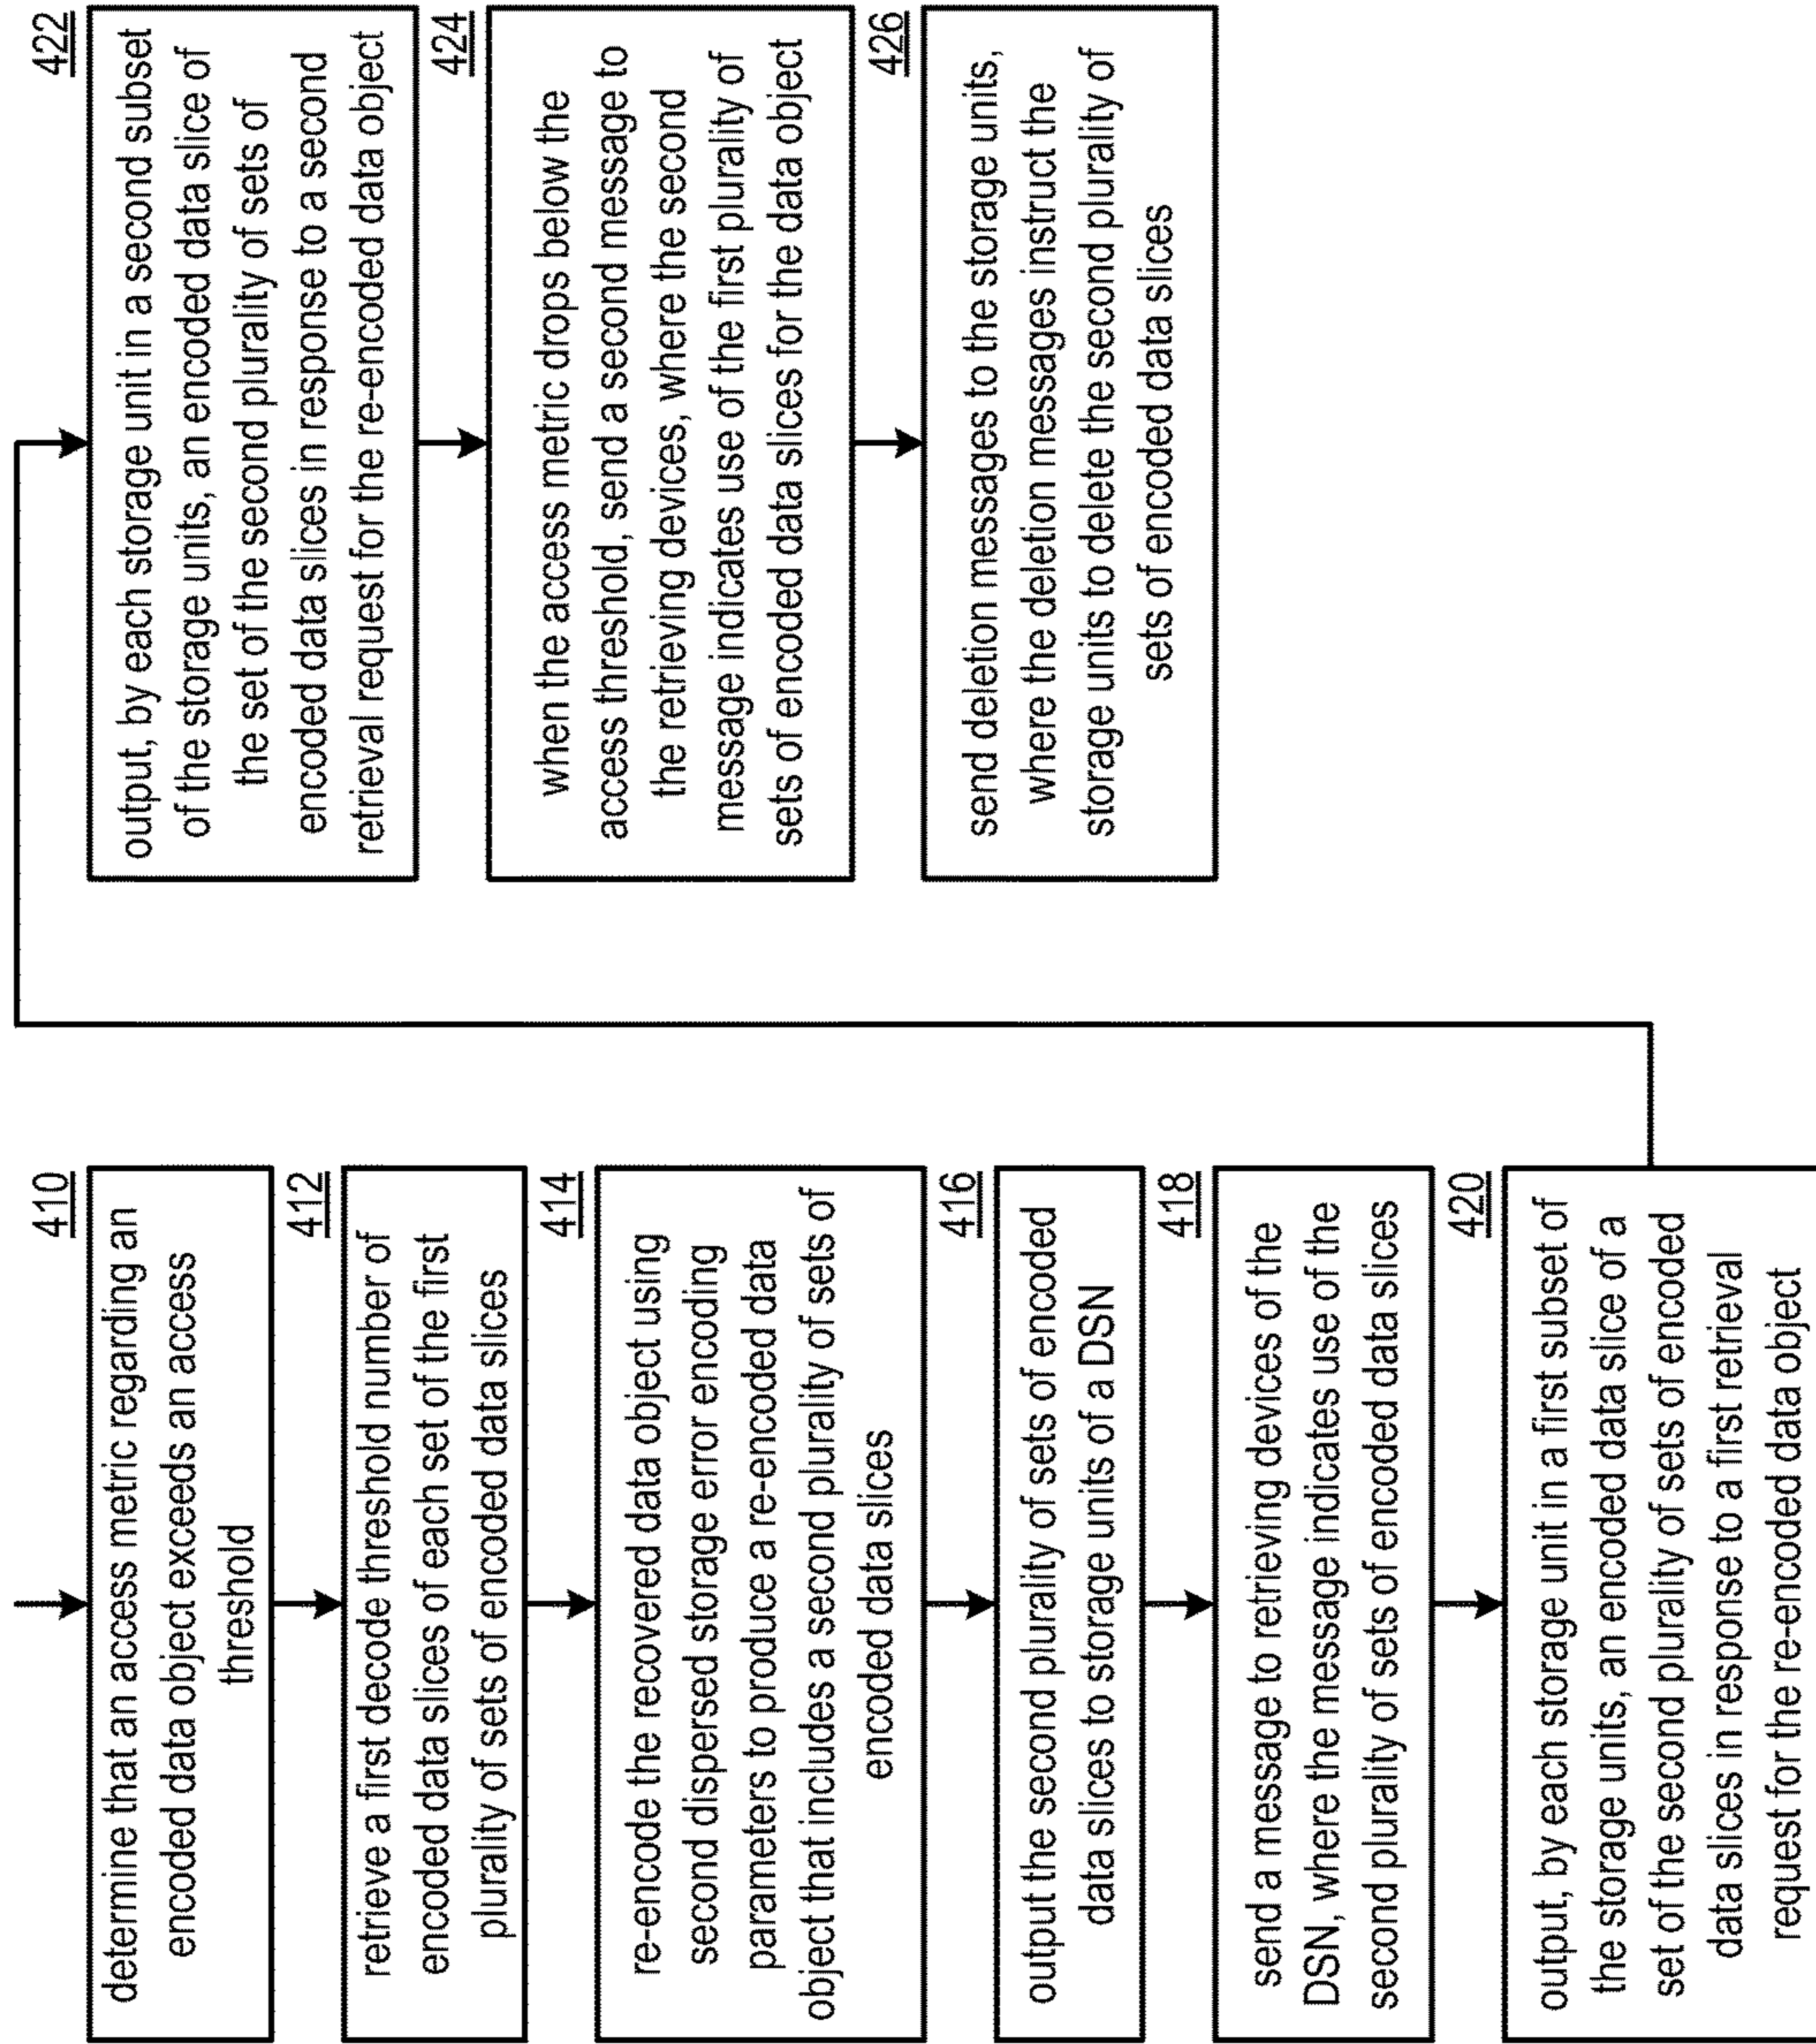 410
determine that an access metric regarding an
encoded data object exceeds an access
threshold
412
retrieve a first decode threshold number of
encoded data slices of each set of the first
plurality of sets of encoded data slices
414
re-encode the recovered data object using
second dispersed storage error encoding
parameters to produce a re-encoded data
object that includes a second plurality of sets of
encoded data slices
416
output the second plurality of sets of encoded
data slices to storage units of a DSN
418
send a message to retrieving devices of the
DSN, where the message indicates use of the
second plurality of sets of encoded data slices
420
output, by each storage unit in a first subset of
the storage units, an encoded data slice of a
set of the second plurality of sets of encoded
data slices in response to a first retrieval
request for the re-encoded data object
422
output, by each storage unit in a second subset
of the storage units, an encoded data slice of
the set of the second plurality of sets of
encoded data slices in response to a second
retrieval request for the re-encoded data object
424
when the access metric drops below the
access threshold, send a second message to
the retrieving devices, where the second
message indicates use of the first plurality of
sets of encoded data slices for the data object
426
send deletion messages to the storage units,
where the deletion messages instruct the
storage units to delete the second plurality of
sets of encoded data slices